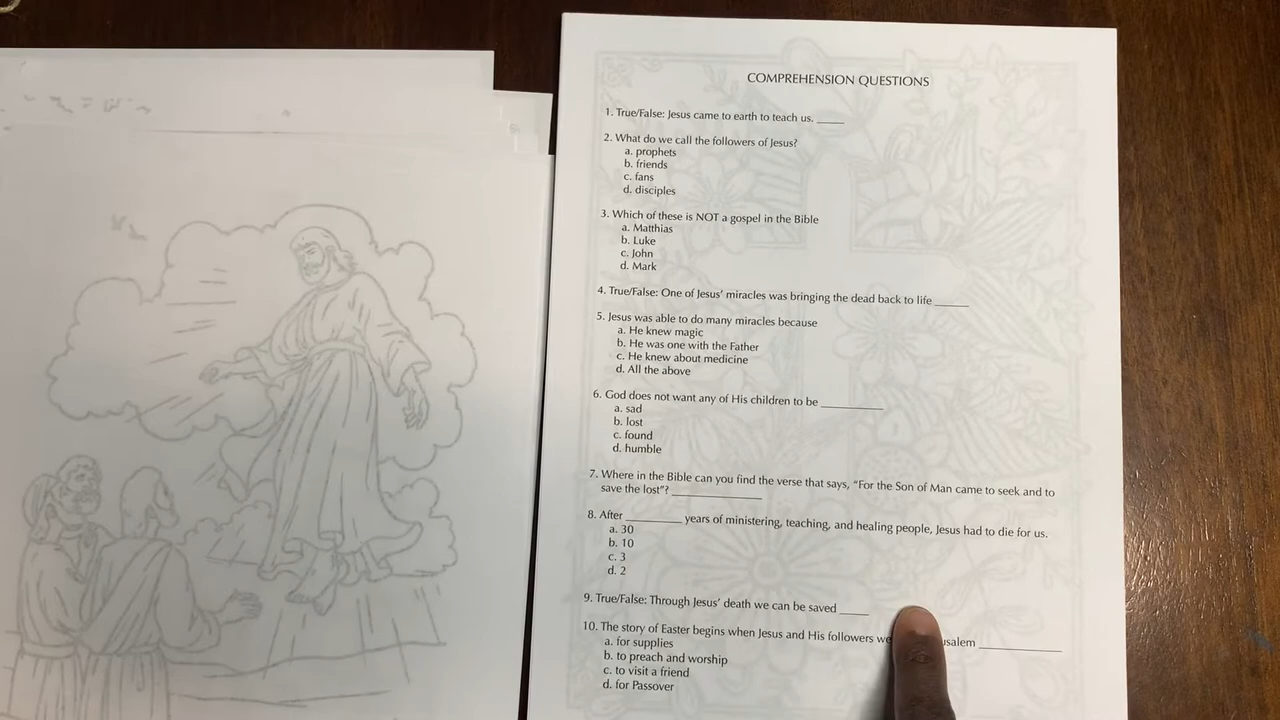 COMPREHENSION QUESTIONS
1. True/False: Jesus came to earth to teach us. _____
2. What do we call the followers of Jesus?
a. prophets
b. friends
c. fans
d. disciples
3. Which of these is NOT a gospel in the Bible
a. Matthias
b. Luke
c. John
d. Mark
4. True/False: One of Jesus' miracles was bringing the dead back to life _____
5. Jesus was able to do many miracles because
a. He knew magic
b. He was one with the Father
c. He knew about medicine
d. All the above
6. God does not want any of His children to be _________
a. sad
b. lost
c. found
d. humble
7. Where in the Bible can you find the verse that says, "For the Son of Man came to seek and to
save the lost"? _____________
8. After ________ years of ministering, teaching, and healing people, Jesus had to die for us.
a. 30
b. 10
c. 3
d. 2
9. True/False: Through Jesus' death we can be saved ____
10. The story of Easter begins when Jesus and His followers ____________
a. for supplies
b. to preach and worship
c. to visit a friend
d. for Passover